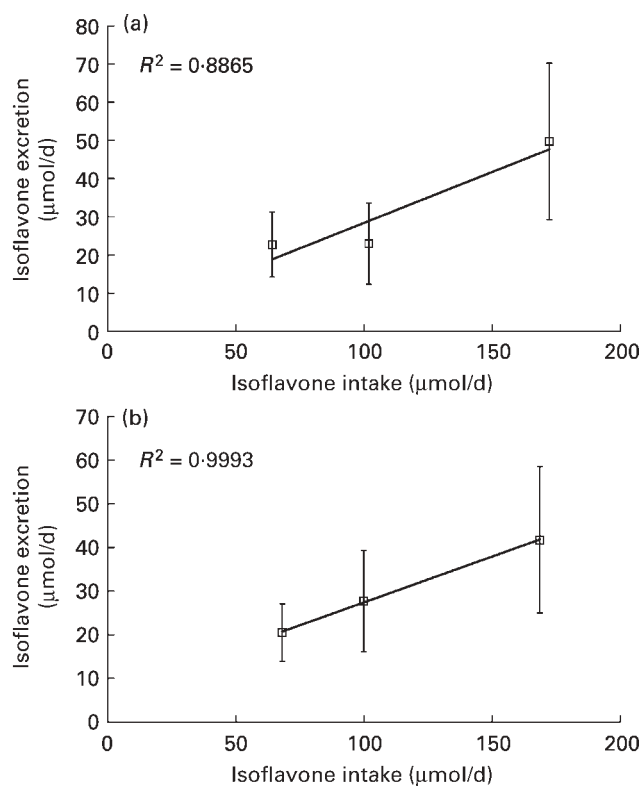 (a)
R² = 0·8865
Isoflavone excretion
(μmol/d)
80
70
60
50
40
30
20
10
0
0 50 100 150 200
Isoflavone intake (μmol/d)
(b)
R² = 0·9993
Isoflavone excretion
(μmol/d)
70
60
50
40
30
20
10
0
0 50 100 150 200
Isoflavone intake (μmol/d)